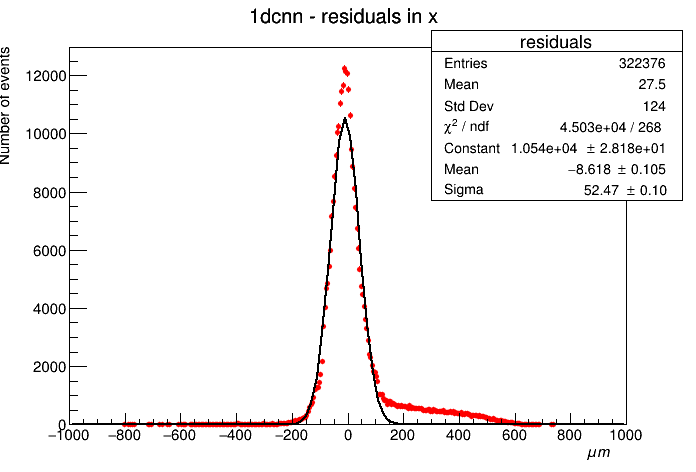 1dcnn - residuals in x
residuals
Entries 322376
Mean 27.5
Std Dev 124
χ² / ndf 4.503e+04 / 268
Constant 1.054e+04 ± 2.818e+01
Mean −8.618 ± 0.105
Sigma 52.47 ± 0.10
Number of events
12000
10000
8000
6000
4000
2000
0
−1000 −800 −600 −400 −200 0 200 400 600 800 1000
μm